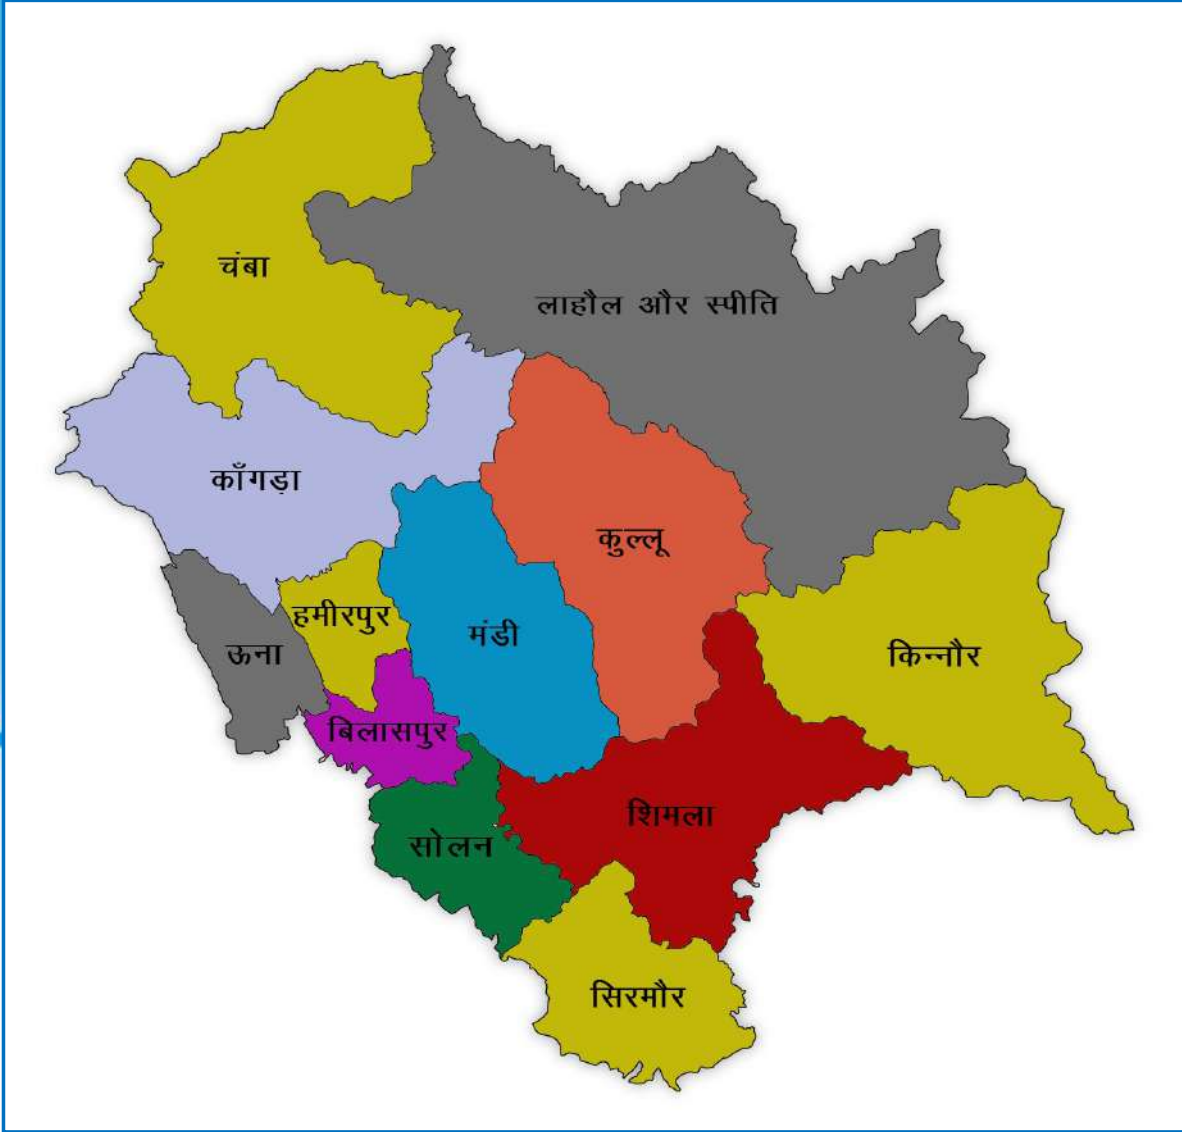 चंबा
लाहौल और स्पीति
काँगड़ा
कुल्लू
हमीरपुर
मंडी
ऊना
किन्नौर
बिलासपुर
शिमला
सोलन
सिरमौर